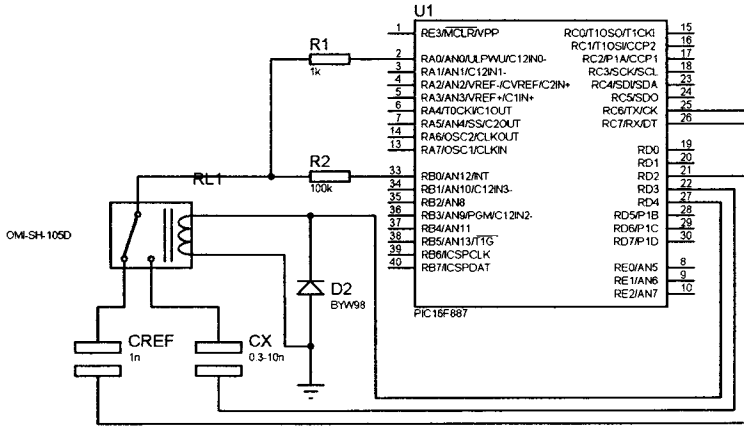 U1
1 RE3/MCLR/VPP
2 RA0/AN0/ULPWU/C12IN0-
3 RA1/AN1/C12IN1-
4 RA2/AN2/VREF-/CVREF/C2IN+
5 RA3/AN3/VREF+/C1IN+
6 RA4/T0CKI/C1OUT
7 RA5/AN4/SS/C2OUT
14 RA6/OSC2/CLKOUT
13 RA7/OSC1/CLKIN
33 RB0/AN12/INT
34 RB1/AN10/C12IN3-
35 RB2/AN8
36 RB3/AN9/PGM/C12IN2-
37 RB4/AN11
38 RB5/AN13/T1G
39 RB6/ICSPCLK
40 RB7/ICSPDAT
RC0/T1OSO/T1CKI 15
RC1/T1OSI/CCP2 16
RC2/P1A/CCP1 17
RC3/SCK/SCL 18
RC4/SDI/SDA 23
RC5/SDO 24
RC6/TX/CK 25
RC7/RX/DT 26
RD0 19
RD1 20
RD2 21
RD3 22
RD4 27
RD5/P1B 28
RD6/P1C 29
RD7/P1D 30
RE0/AN5 8
RE1/AN6 9
RE2/AN7 10
PIC16F887
R1
1k
R2
100k
RL1
OMI-SH-105D
D2
BYW98
CREF
1n
CX
0.3-10n